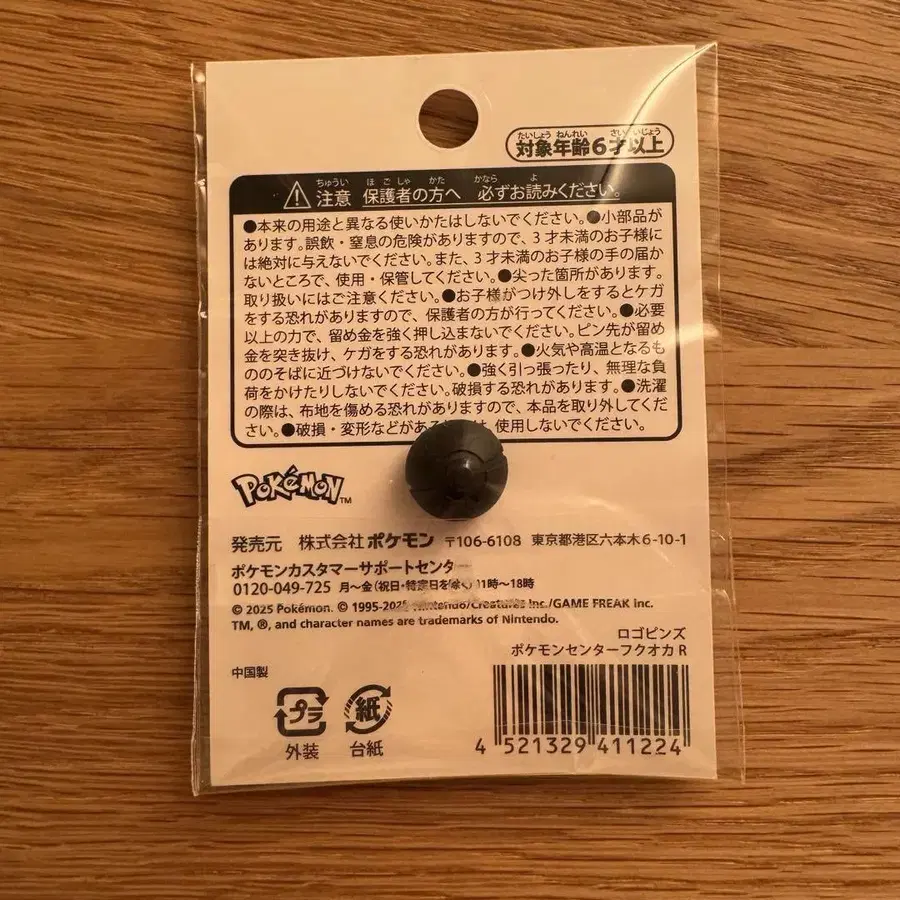 対象年齢6才以上
たいしょう ねんれい さい いじょう
注意 保護者の方へ 必ずお読みください。
ちゅうい ほごしゃ かた かなら よ
●本来の用途と異なる使いかたはしないでください。●小部品が
あります。誤飲・窒息の危険がありますので、3才未満のお子様に
は絶対に与えないでください。また、3才未満のお子様の手の届か
ないところで、使用・保管してください。●尖った箇所があります。
取り扱いにはご注意ください。●お子様がつけ外しをするとケガ
をする恐れがありますので、保護者の方が行ってください。●必要
以上の力で、留め金を強く押し込まないでください。ピン先が留め
金を突き抜け、ケガをする恐れがあります。●火気や高温となるも
ののそばに近づけないでください。●強く引っ張ったり、無理な負
荷をかけたりしないでください。破損する恐れがあります。●洗濯
の際は、布地を傷める恐れがありますので、本品を取り外してくだ
さい。●破損・変形などがある は、使用しないでください。
POKéMON™
発売元 株式会社ポケモン 〒106-6108 東京都港区六本木6-10-1
ポケモンカスタマーサポートセンタ
0120-049-725 月～金(祝日・特定日を除く)11時～18時
© 2025 Pokémon. © 1995-2025 Nintendo/Creatures Inc./GAME FREAK inc.
TM, ®, and character names are trademarks of Nintendo.
ロゴピンズ
ポケモンセンターフクオカ R
中国製
プラ
外装
紙
台紙
4 521329 411224